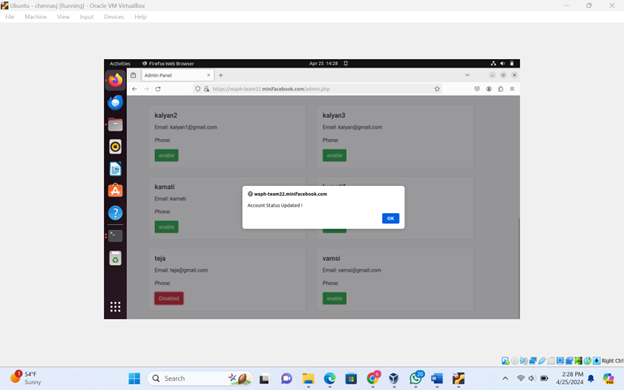 Ubuntu - chennasj [Running] - Oracle VM VirtualBox
File Machine View Input Devices Help
Activities Firefox Web Browser Apr 25 14:28
Admin Panel
https://waph-team22.minifacebook.com/admin.php
kalyan2 kalyan3
Email: kalyan1@gmail.com Email: kalyan@gmail.com
Phone: Phone:
enable enable
kamati
Email: kamati
Phone:
enable
waph-team22.minifacebook.com
Account Status Updated !
OK
teja vamsi
Email: teja@gmail.com Email: vamsi@gmail.com
Phone: Phone:
Disabled enable
Right Ctrl
54°F
Sunny
Search
20
2:28 PM
4/25/2024